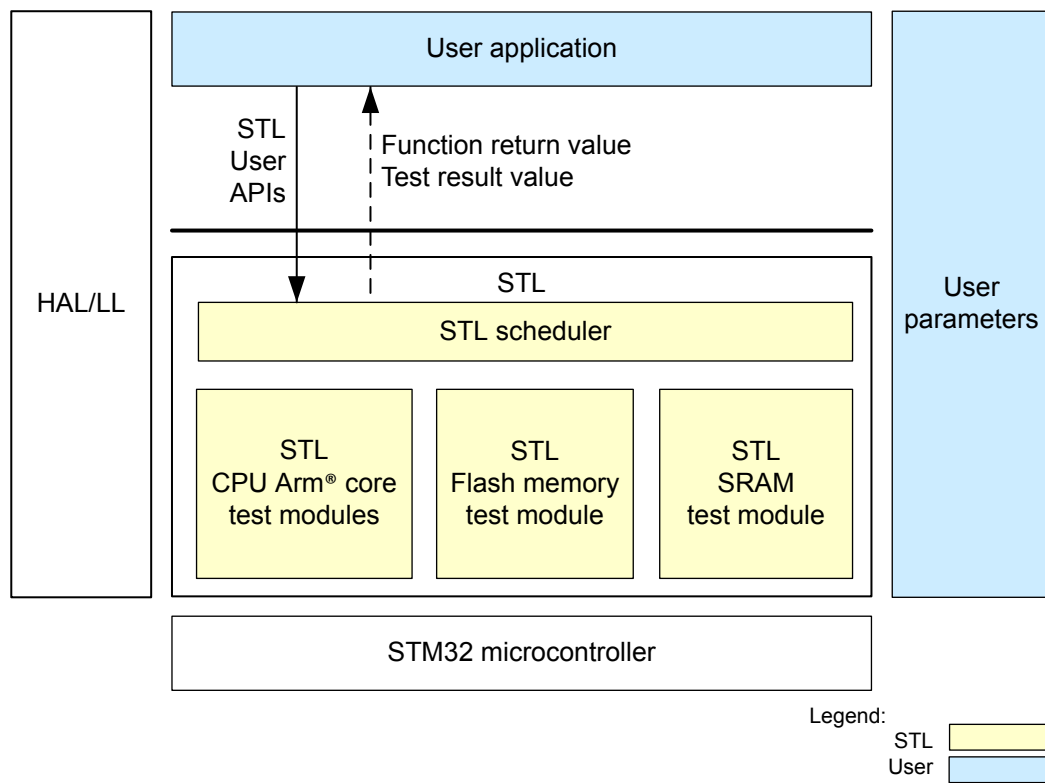 User application
STL
User
APIs
Function return value
Test result value
HAL/LL
STL
STL scheduler
User
parameters
STL
CPU Arm® core
test modules
STL
Flash memory
test module
STL
SRAM
test module
STM32 microcontroller
Legend:
STL
User